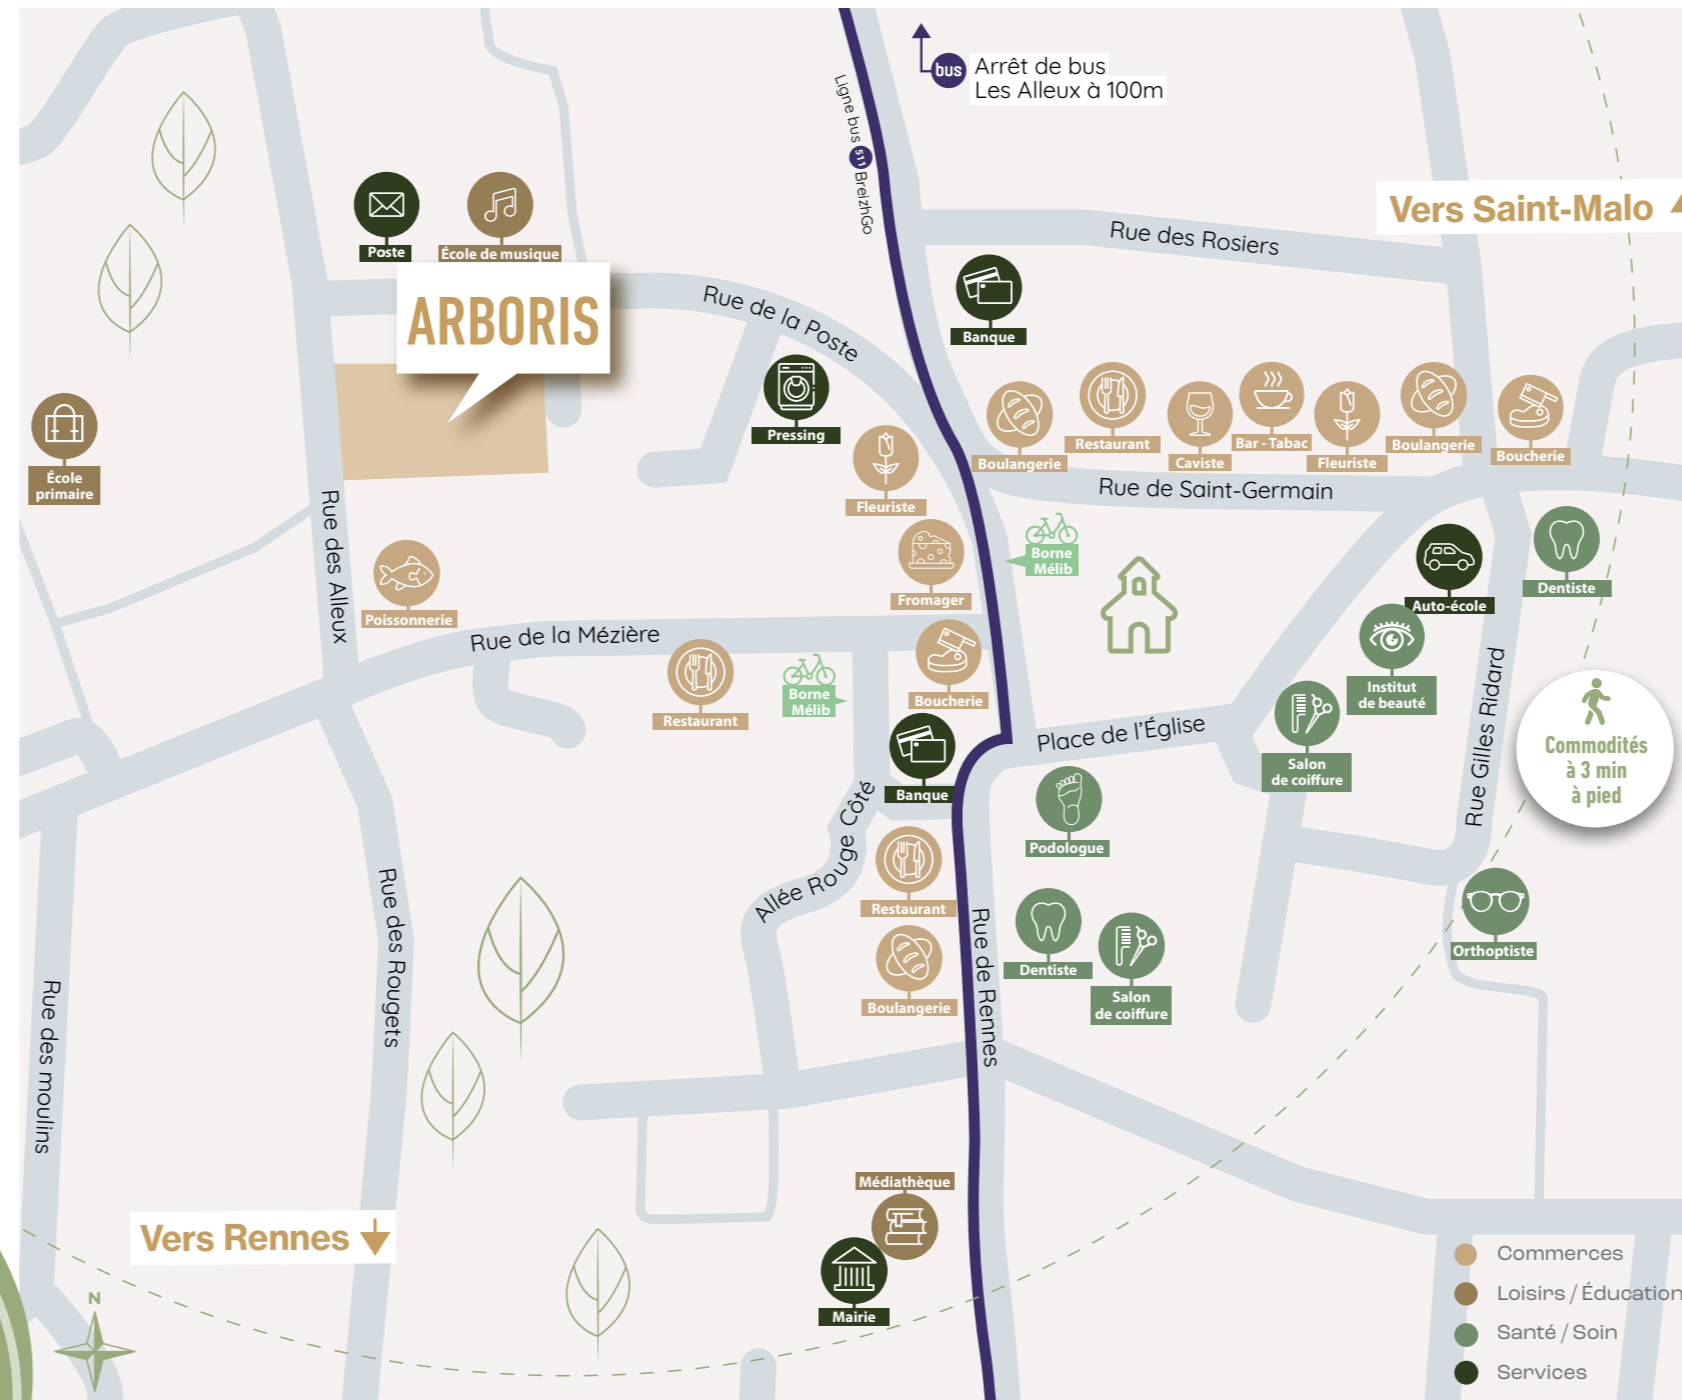 bus
Arrêt de bus
Les Alleux à 100m
Ligne bus 511 BreizhGo
Vers Saint-Malo
Rue des Rosiers
Poste
École de musique
ARBORIS
Rue de la Poste
Banque
Pressing
Fleuriste
École
primaire
Boulangerie
Restaurant
Caviste
Bar - Tabac
Fleuriste
Boulangerie
Boucherie
Rue de Saint-Germain
Rue des Alleux
Poissonnerie
Fromager
Borne
Mélib
Auto-école
Dentiste
Rue de la Mézière
Restaurant
Borne
Mélib
Boucherie
Institut
de beauté
Rue Gilles Ridard
Place de l'Église
Salon
de coiffure
Commodités
à 3 min
à pied
Banque
Podologue
Allée Rouge Côté
Restaurant
Rue des Rougets
Boulangerie
Rue de Rennes
Dentiste
Salon
de coiffure
Orthoptiste
Rue des moulins
Médiathèque
Mairie
Vers Rennes
N
Commerces
Loisirs / Éducation
Santé / Soin
Services